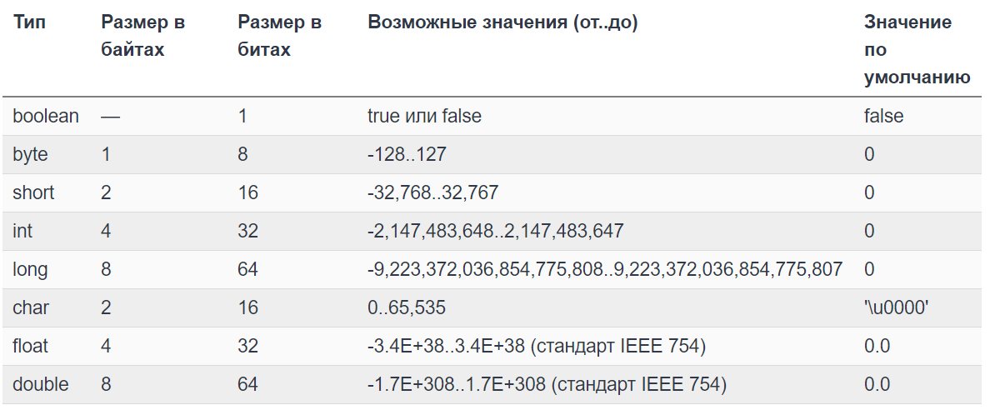 Тип Размер в байтах Размер в битах Возможные значения (от..до) Значение по умолчанию
boolean — 1 true или false false
byte 1 8 -128..127 0
short 2 16 -32,768..32,767 0
int 4 32 -2,147,483,648..2,147,483,647 0
long 8 64 -9,223,372,036,854,775,808..9,223,372,036,854,775,807 0
char 2 16 0..65,535 '\u0000'
float 4 32 -3.4E+38..3.4E+38 (стандарт IEEE 754) 0.0
double 8 64 -1.7E+308..1.7E+308 (стандарт IEEE 754) 0.0